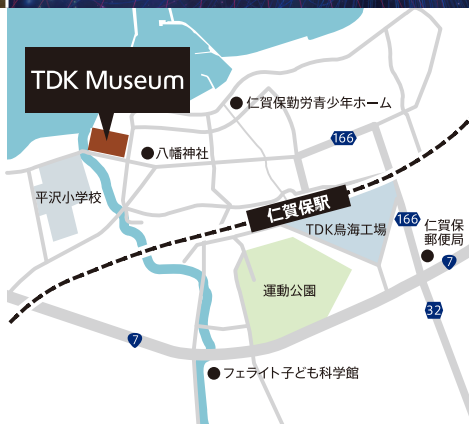 TDK Museum
仁賀保勤労青少年ホーム
166
八幡神社
平沢小学校
仁賀保駅
TDK鳥海工場
166
仁賀保
郵便局
7
運動公園
32
7
フェライト子ども科学館